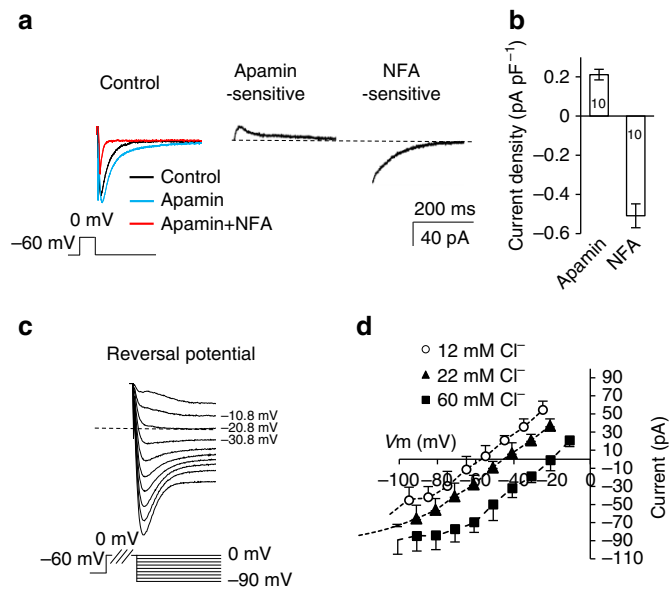 a
Control
Apamin
-sensitive
NFA
-sensitive
Control
Apamin
Apamin+NFA
0 mV
−60 mV
200 ms
40 pA
b
Current density (pA pF⁻¹)
0.2
0
−0.2
−0.4
−0.6
10
10
Apamin
NFA
c
Reversal potential
−10.8 mV
−20.8 mV
−30.8 mV
0 mV
−60 mV
0 mV
−90 mV
d
12 mM Cl⁻
22 mM Cl⁻
60 mM Cl⁻
Vm (mV)
−100 −80 −60 −40 −20 0
90
70
50
30
10
−10
−30
−50
−70
−90
−110
Current (pA)